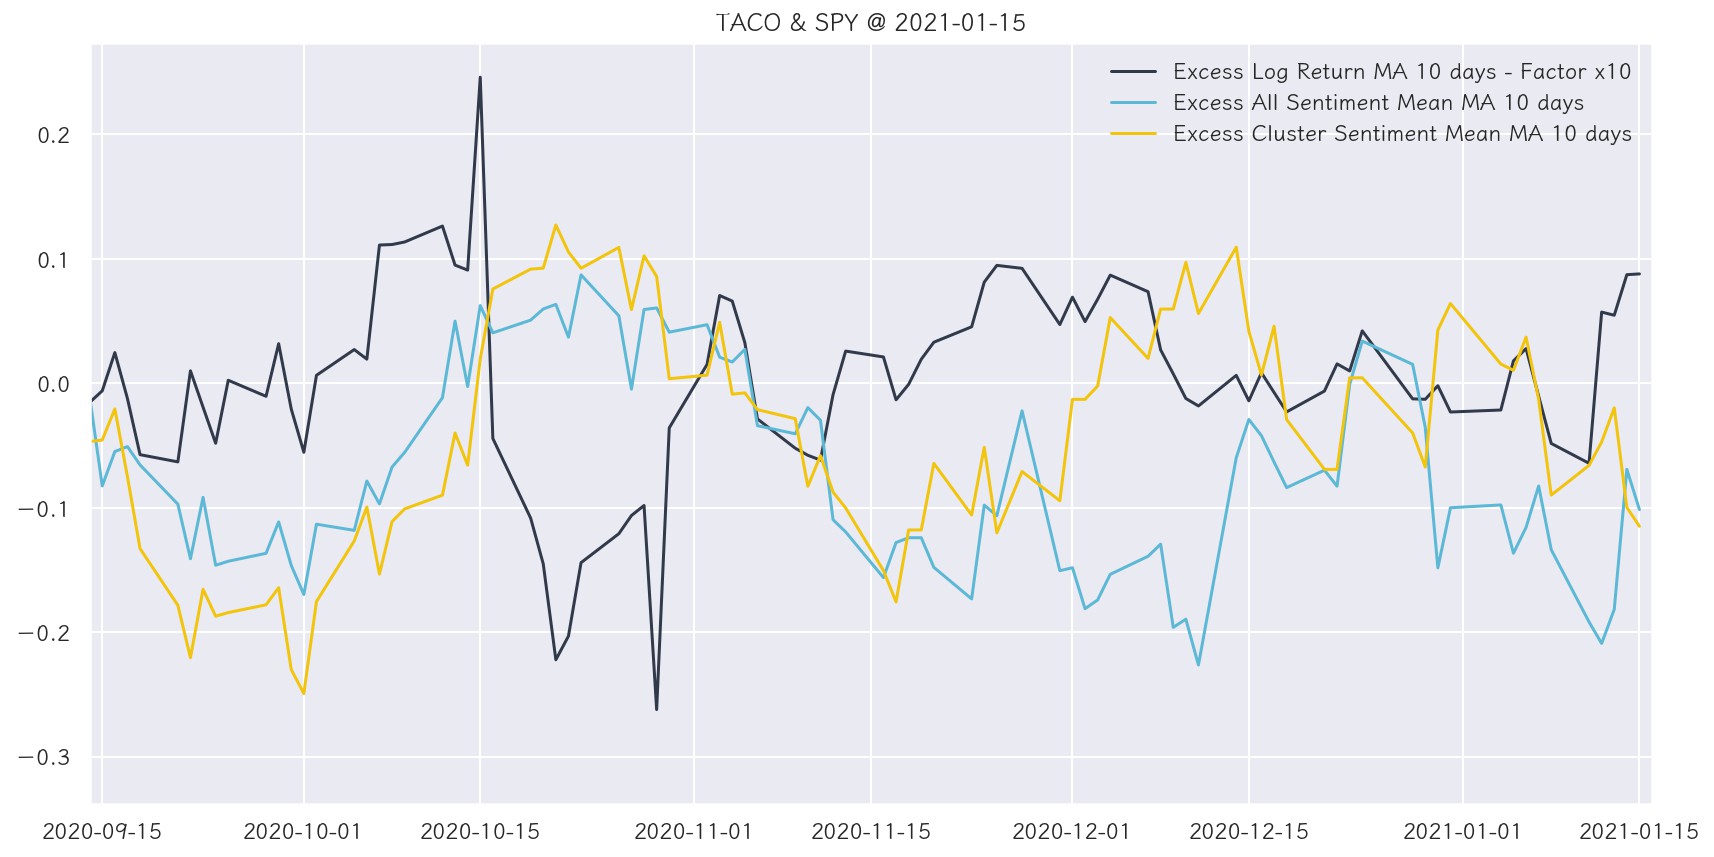 TACO & SPY @ 2021-01-15
Excess Log Return MA 10 days - Factor x10
Excess All Sentiment Mean MA 10 days
Excess Cluster Sentiment Mean MA 10 days
0.2
0.1
0.0
−0.1
−0.2
−0.3
2020-09-15 2020-10-01 2020-10-15 2020-11-01 2020-11-15 2020-12-01 2020-12-15 2021-01-01 2021-01-15